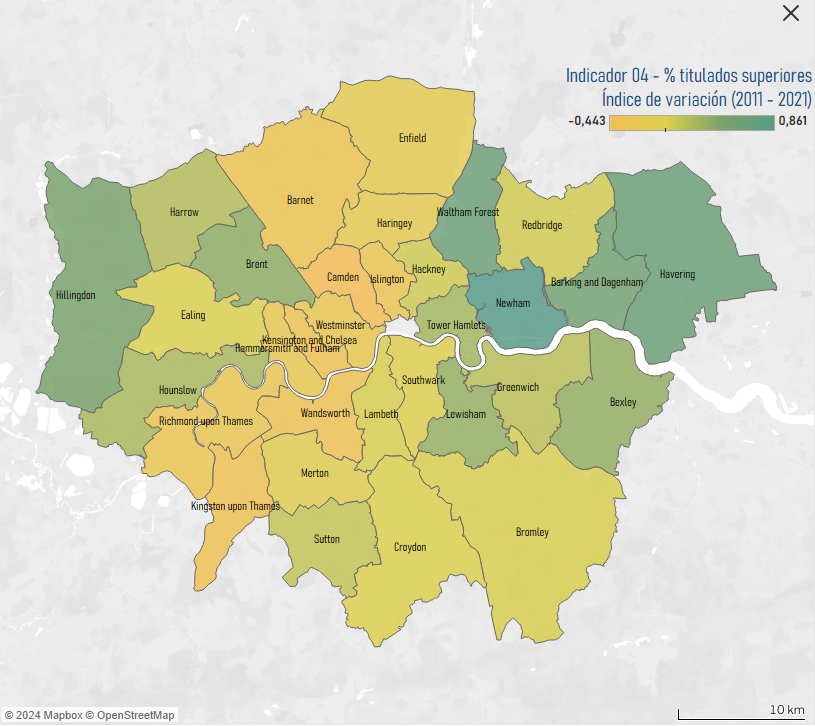 Indicador 04 - % titulados superiores
Índice de variación (2011 - 2021)
-0,443
0,861
Enfield
Barnet
Harrow
Haringey
Waltham Forest
Redbridge
Brent
Camden
Islington
Hackney
Havering
Barking and Dagenham
Hillingdon
Newham
Ealing
Westminster
Tower Hamlets
Kensington and Chelsea
Hammersmith and Fulham
Southwark
Greenwich
Hounslow
Bexley
Richmond upon Thames
Wandsworth
Lambeth
Lewisham
Merton
Kingston upon Thames
Bromley
Sutton
Croydon
© 2024 Mapbox © OpenStreetMap
10 km